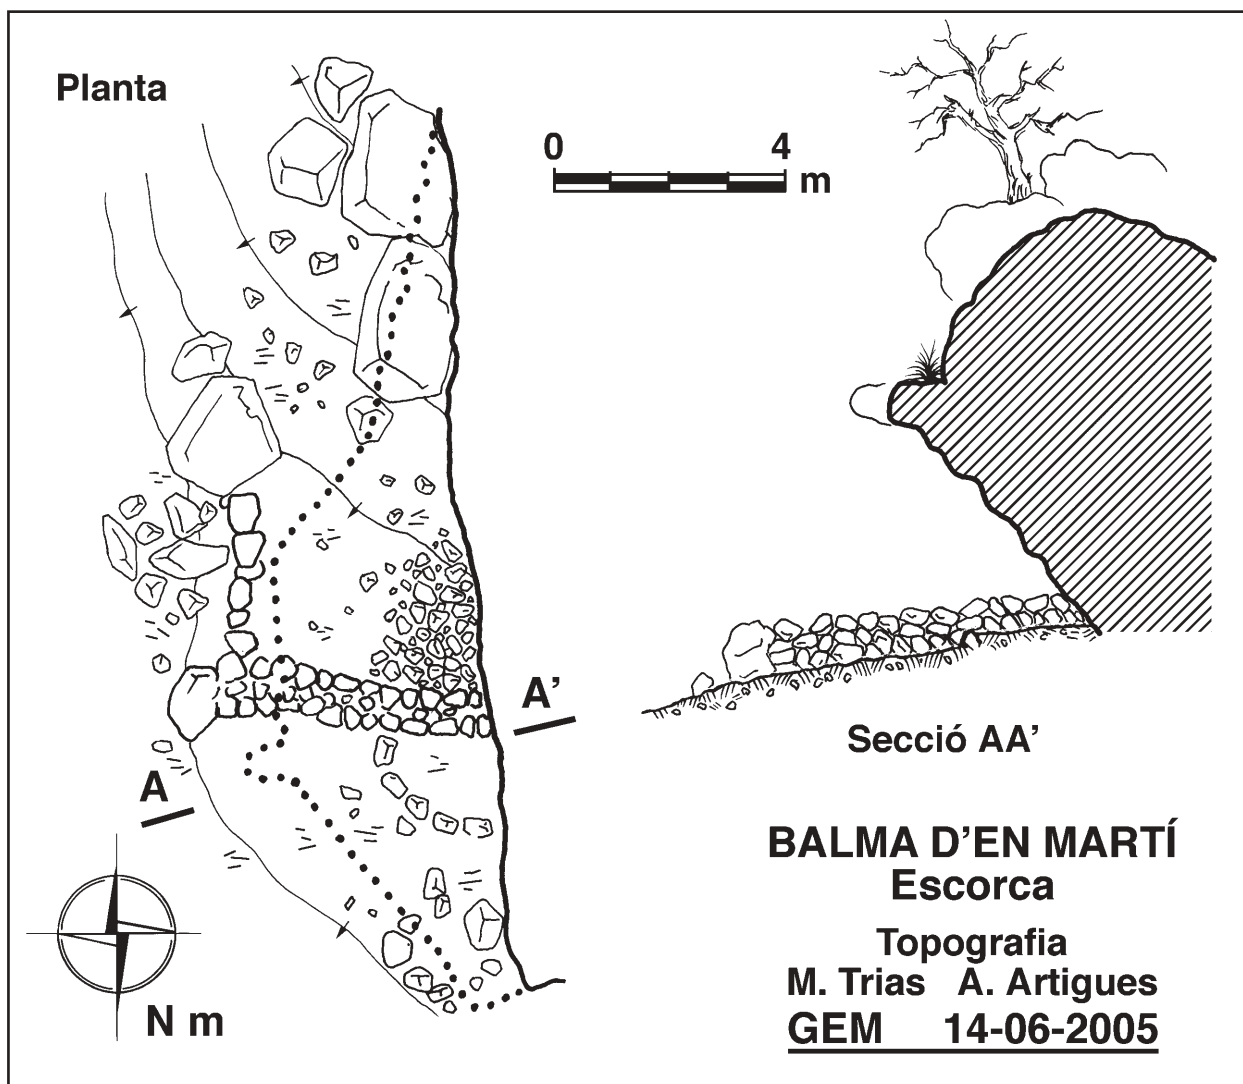 Planta
0 4
m
A'
A
N m
Secció AA'
BALMA D'EN MARTÍ
Escorca
Topografia
M. Trias A. Artigues
GEM 14-06-2005